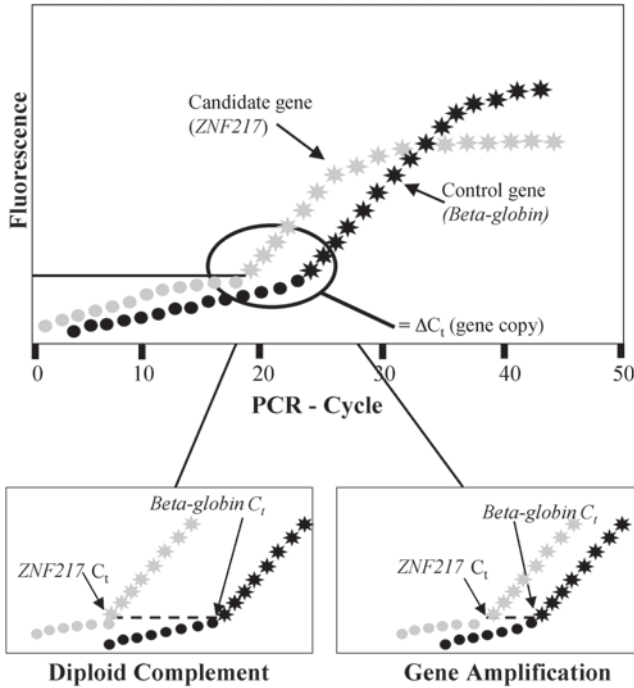 Fluorescence
Candidate gene
(ZNF217)
Control gene
(Beta-globin)
= ΔCt (gene copy)
0 10 20 30 40 50
PCR - Cycle
Beta-globin Ct
ZNF217 Ct
Diploid Complement
Beta-globin Ct
ZNF217 Ct
Gene Amplification